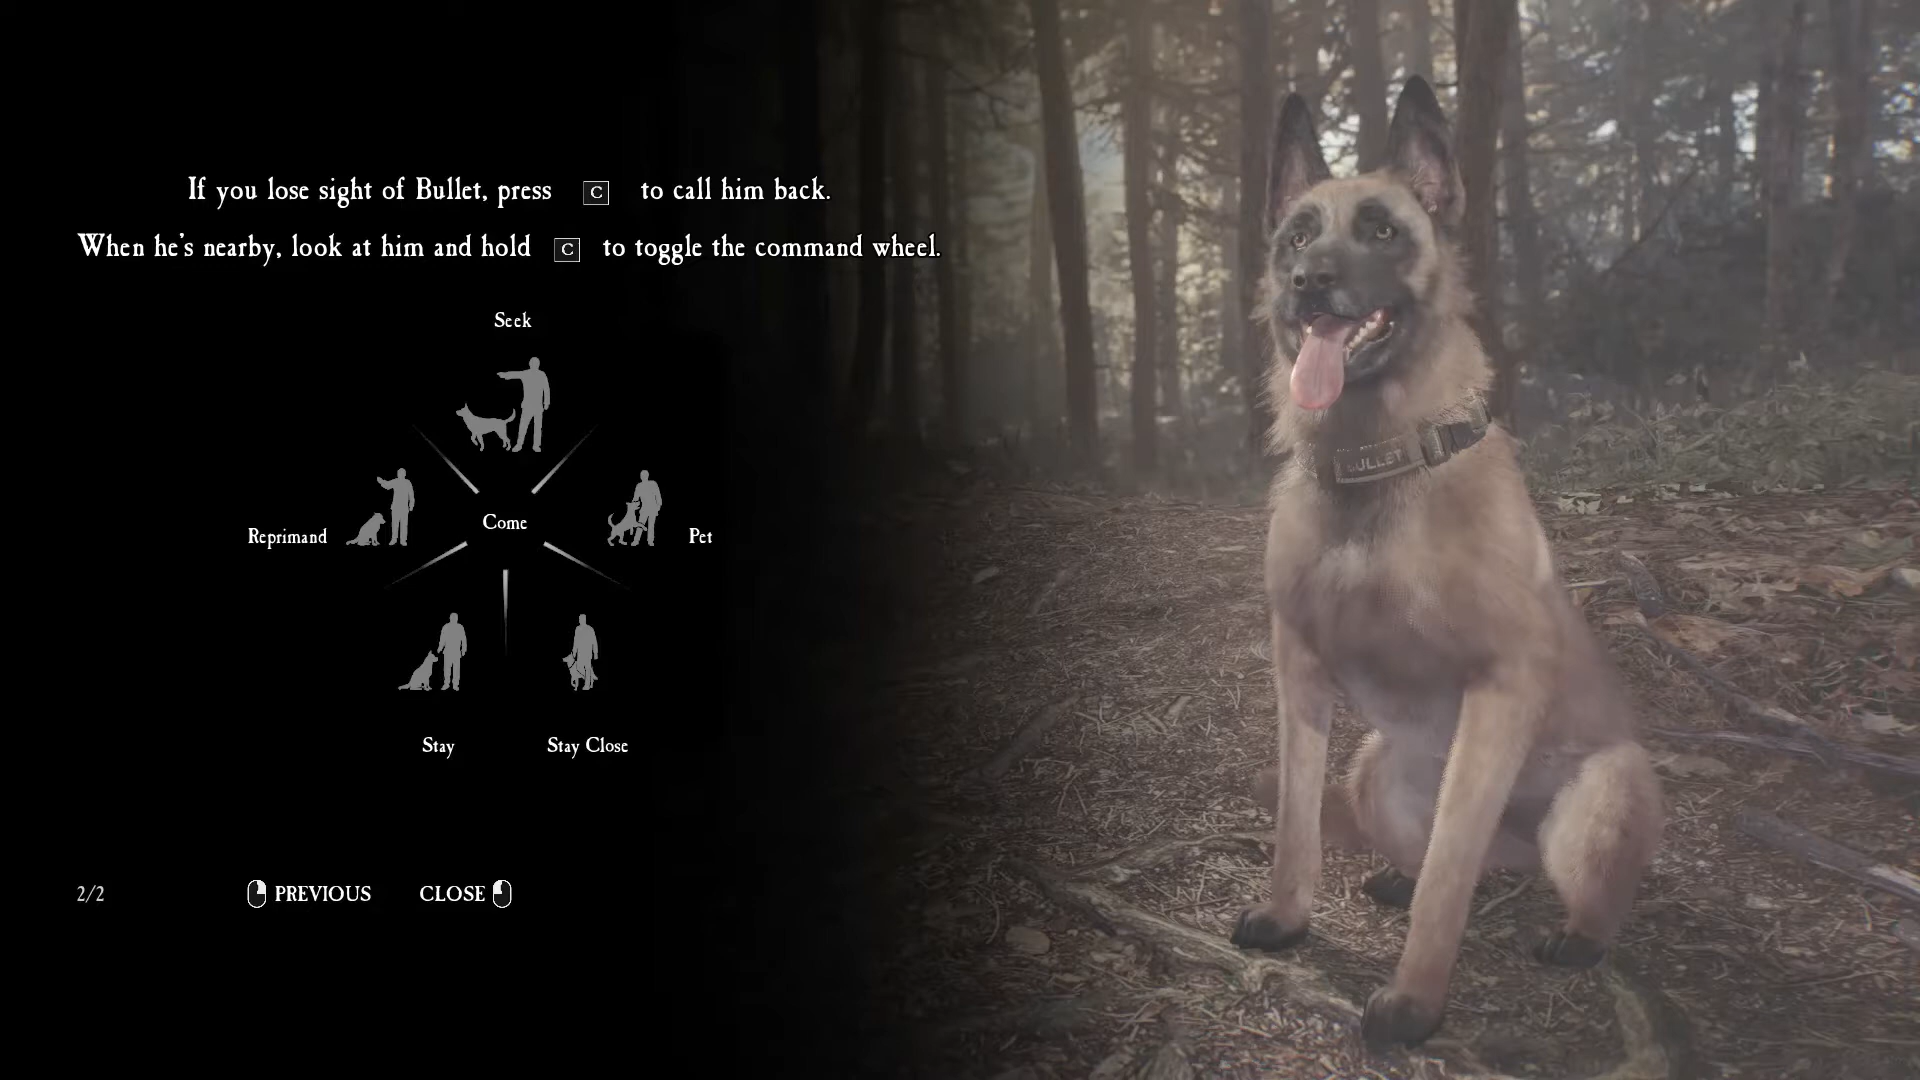 If you lose sight of Bullet, press C to call him back.
When he's nearby, look at him and hold C to toggle the command wheel.
Seek
Reprimand
Come
Pet
Stay
Stay Close
BULLET
2/2
PREVIOUS
CLOSE